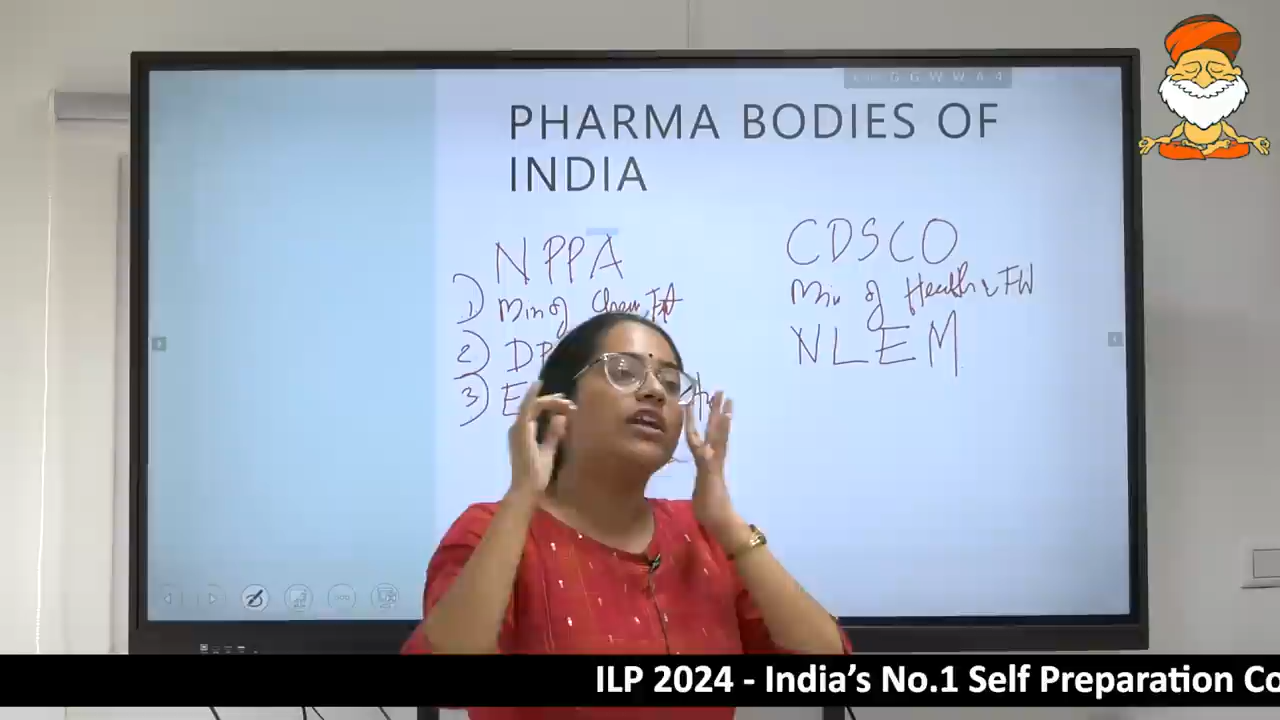 PHARMA BODIES OF
INDIA
NPPA
1) Min of Chem, Fert
2) DP
3) E
CDSCO
Min of Health & FW
NLEM
ILP 2024 - India’s No.1 Self Preparation Co